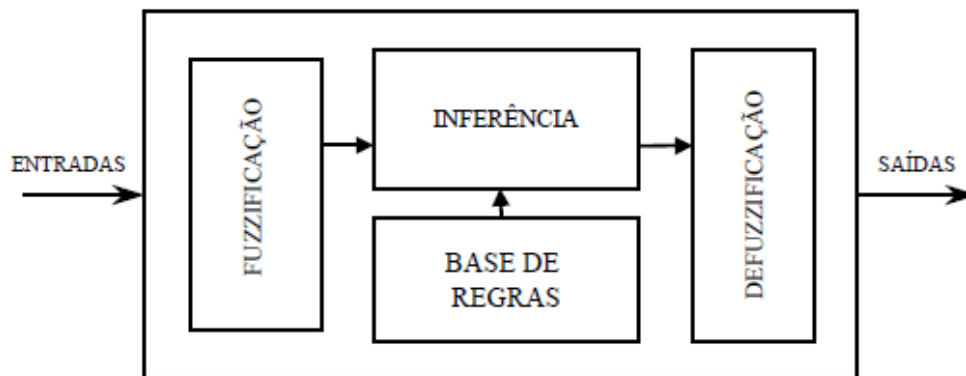 ENTRADAS
FUZZIFICAÇÃO
INFERÊNCIA
BASE DE
REGRAS
DEFUZZIFICAÇÃO
SAÍDAS